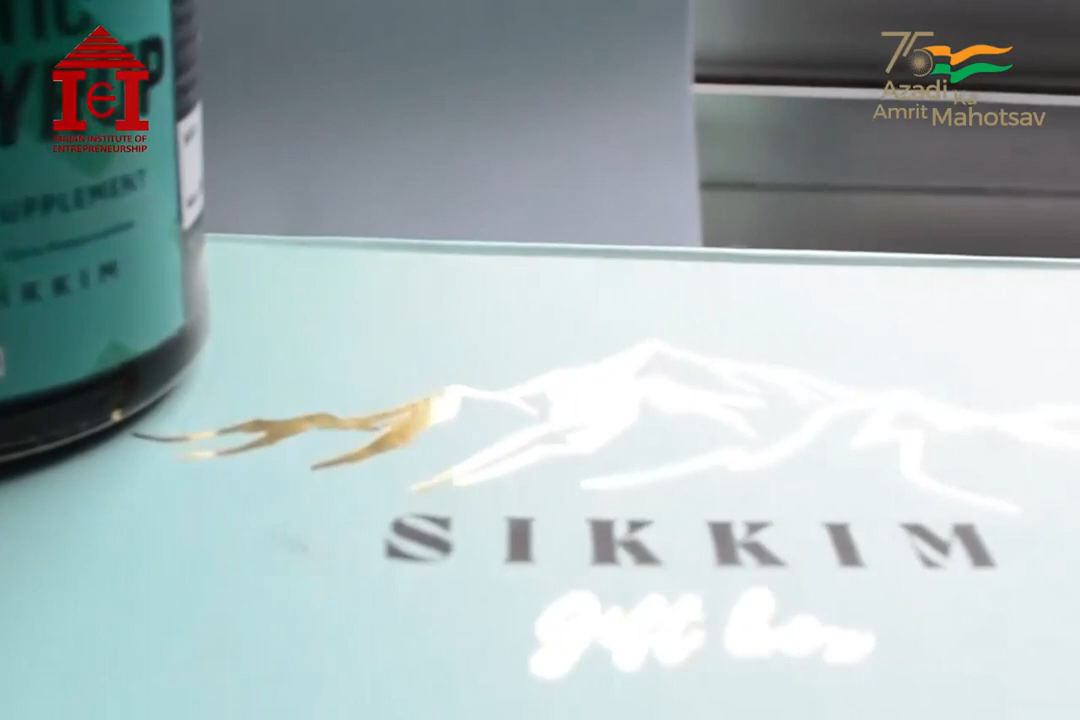 IEI
INDIAN INSTITUTE OF
ENTREPRENEURSHIP
75
Azadi Ka
Amrit Mahotsav
SUPPLEMENT
SIKKIM
SIKKIM
gift box